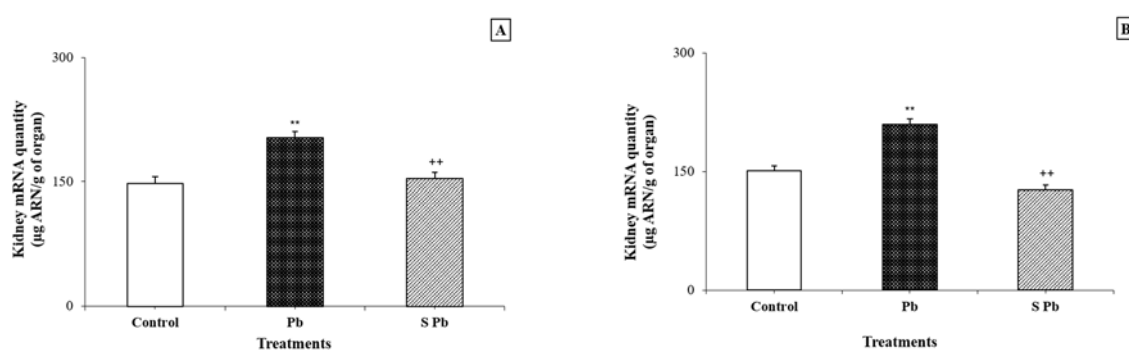 A
Kidney mRNA quantity
(µg ARN/g of organ)
300
150
0
**
++
Control Pb S Pb
Treatments
B
Kidney mRNA quantity
(µg ARN/g of organ)
300
150
0
**
++
Control Pb S Pb
Treatments